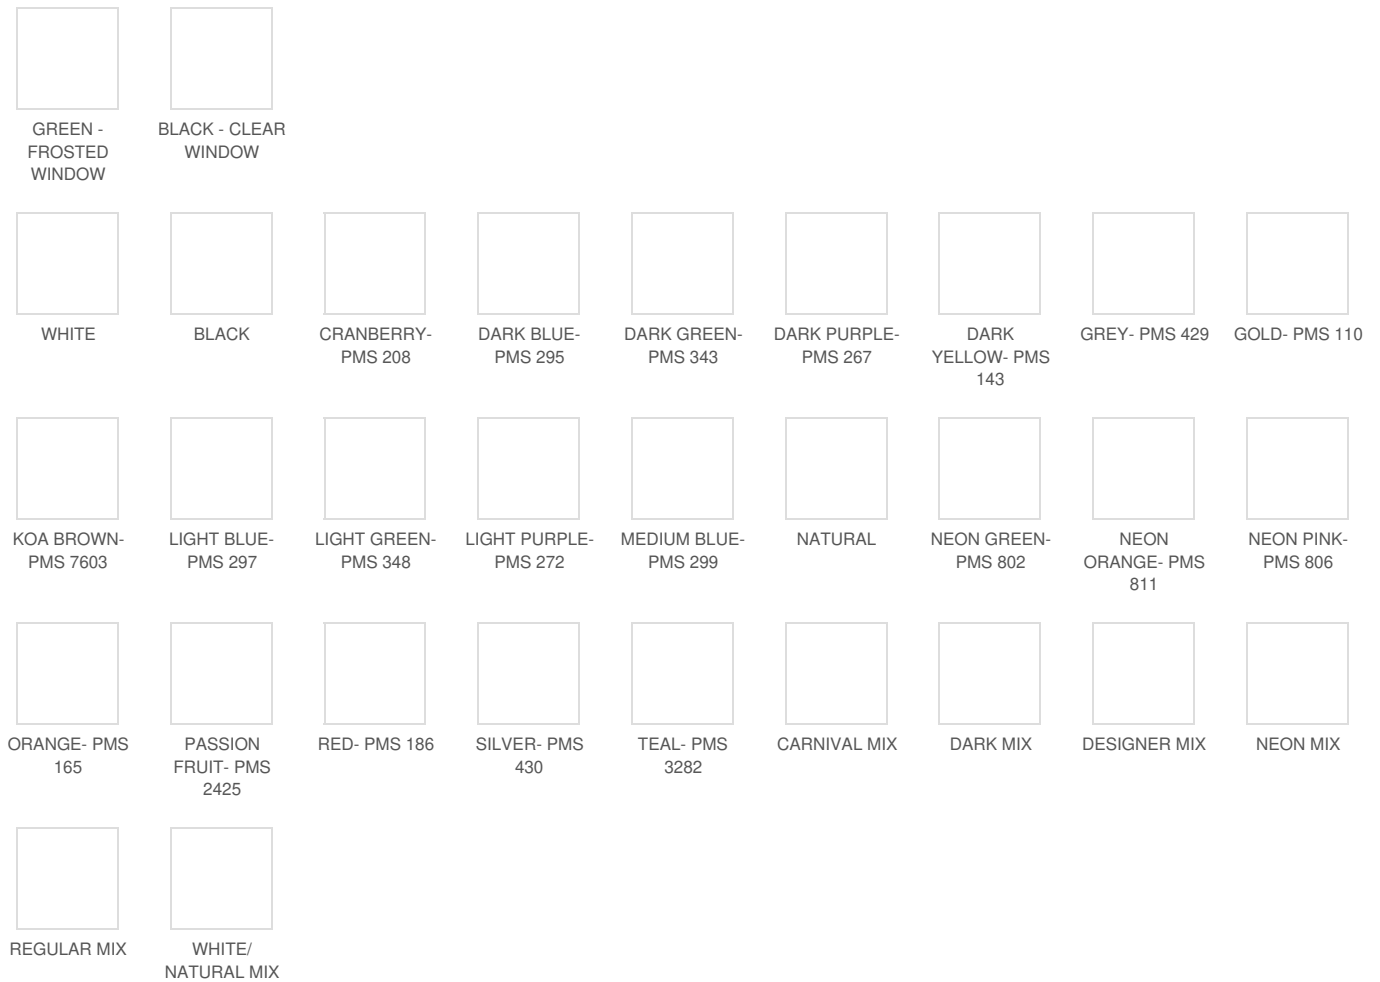 GREEN -
FROSTED
WINDOW
BLACK - CLEAR
WINDOW
WHITE
BLACK
CRANBERRY-
PMS 208
DARK BLUE-
PMS 295
DARK GREEN-
PMS 343
DARK PURPLE-
PMS 267
DARK
YELLOW- PMS
143
GREY- PMS 429
GOLD- PMS 110
KOA BROWN-
PMS 7603
LIGHT BLUE-
PMS 297
LIGHT GREEN-
PMS 348
LIGHT PURPLE-
PMS 272
MEDIUM BLUE-
PMS 299
NATURAL
NEON GREEN-
PMS 802
NEON
ORANGE- PMS
811
NEON PINK-
PMS 806
ORANGE- PMS
165
PASSION
FRUIT- PMS
2425
RED- PMS 186
SILVER- PMS
430
TEAL- PMS
3282
CARNIVAL MIX
DARK MIX
DESIGNER MIX
NEON MIX
REGULAR MIX
WHITE/
NATURAL MIX